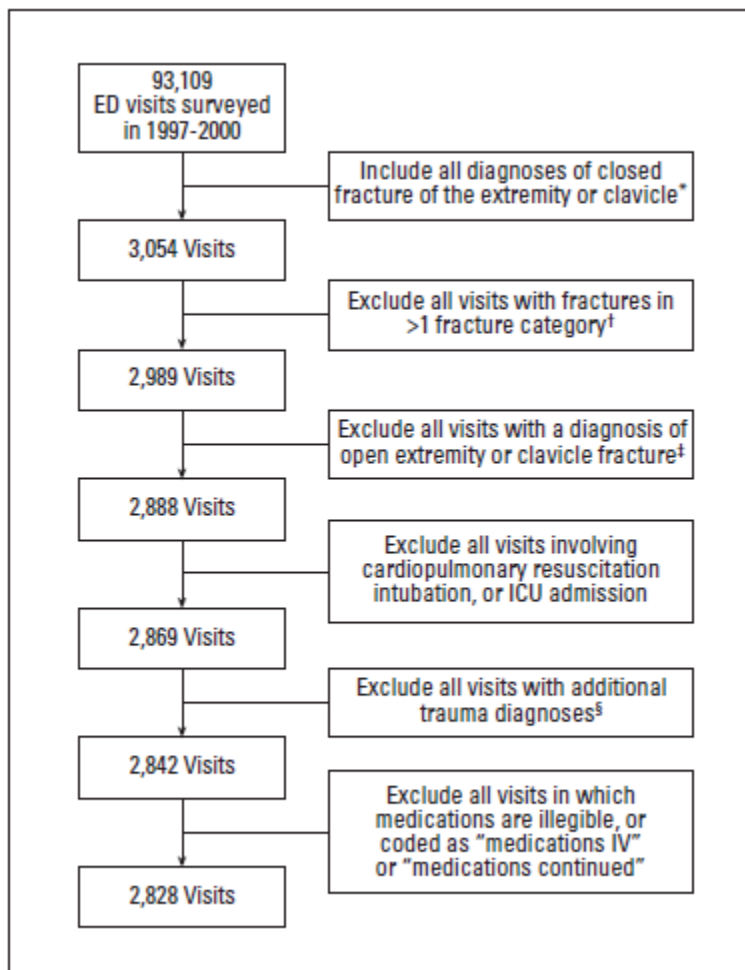 93,109
ED visits surveyed
in 1997-2000
Include all diagnoses of closed
fracture of the extremity or clavicle*
3,054 Visits
Exclude all visits with fractures in
>1 fracture category†
2,989 Visits
Exclude all visits with a diagnosis of
open extremity or clavicle fracture‡
2,888 Visits
Exclude all visits involving
cardiopulmonary resuscitation
intubation, or ICU admission
2,869 Visits
Exclude all visits with additional
trauma diagnoses§
2,842 Visits
Exclude all visits in which
medications are illegible, or
coded as “medications IV”
or “medications continued”
2,828 Visits